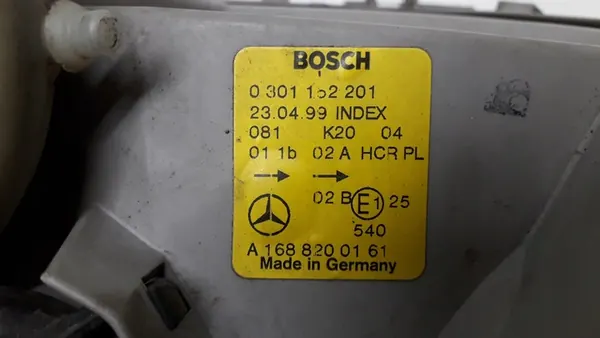 BOSCH
0 301 152 201
23.04.99 INDEX
081 K20 04
01 1b 02 A HCR PL
02 B E1 25
540
A 168 820 01 61
Made in Germany